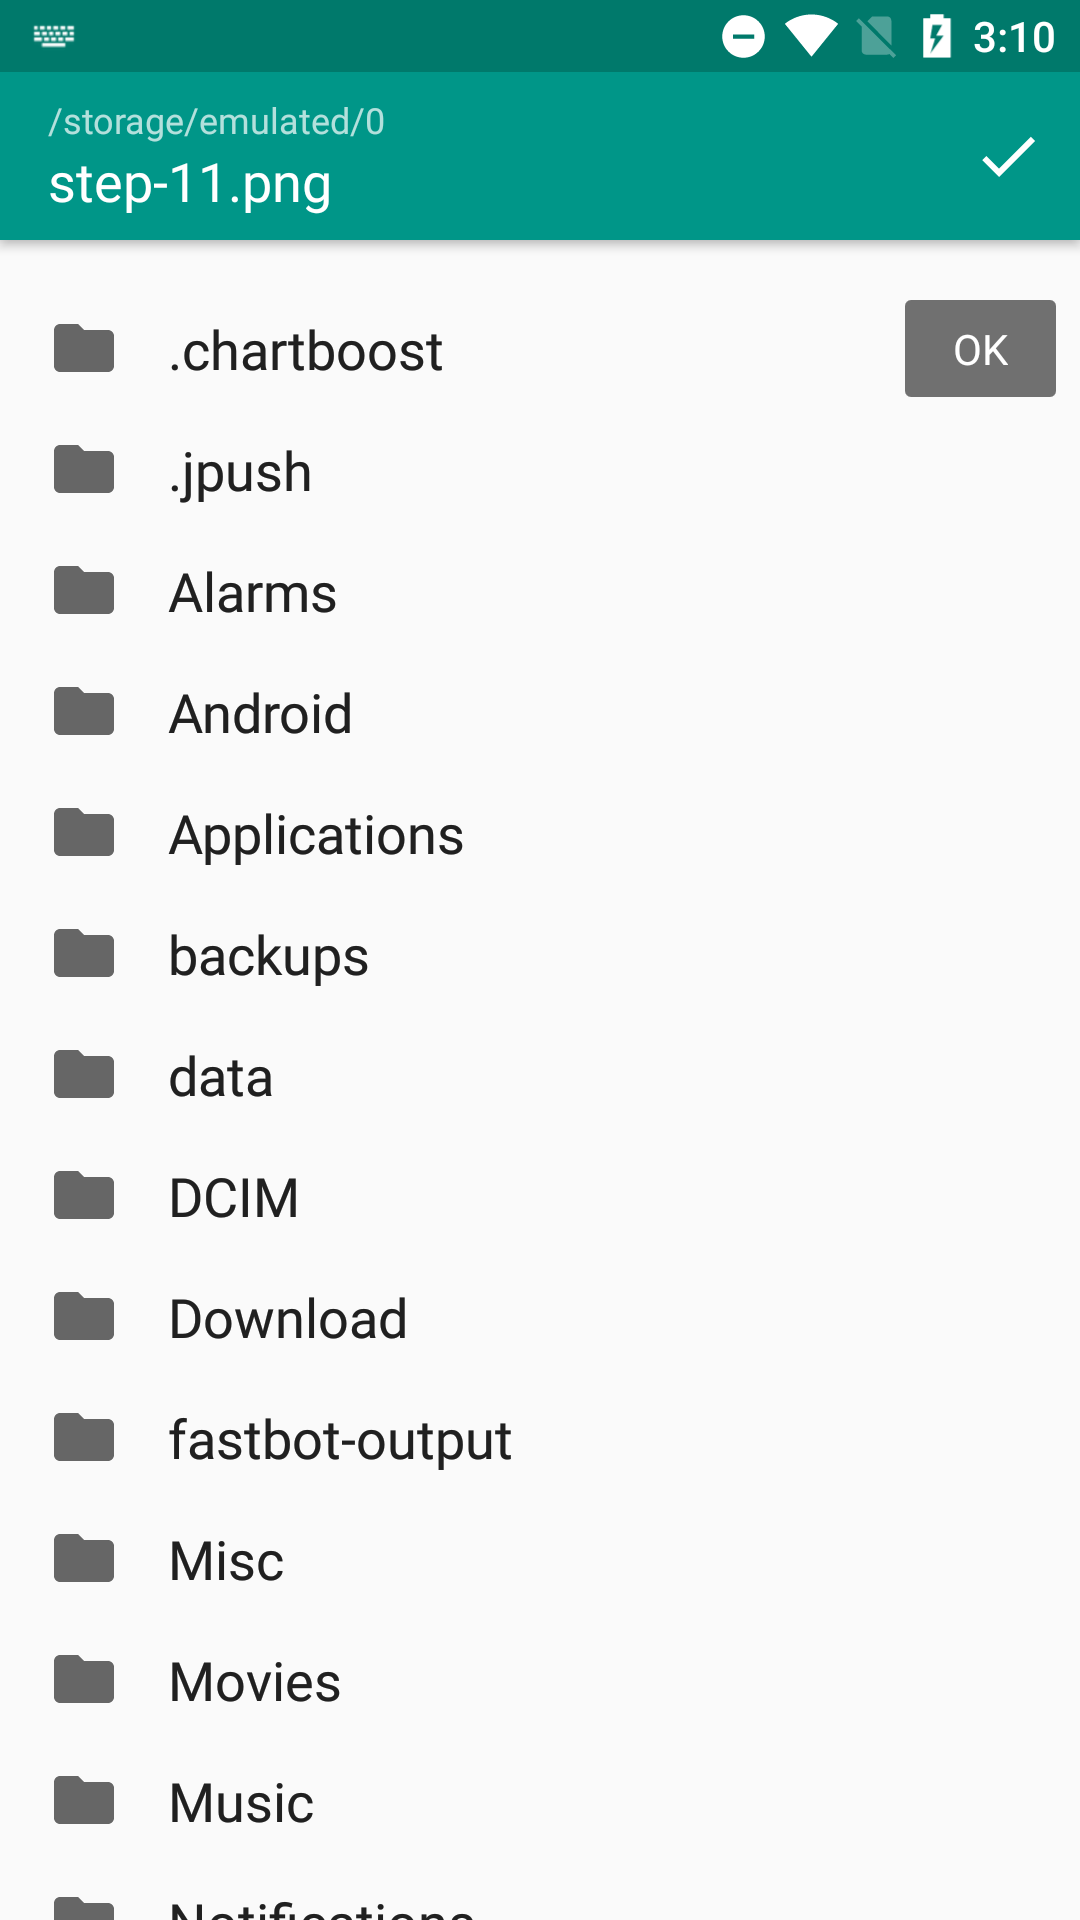 3:10
/storage/emulated/0
step-11.png
.chartboost
OK
.jpush
Alarms
Android
Applications
backups
data
DCIM
Download
fastbot-output
Misc
Movies
Music
Notifications